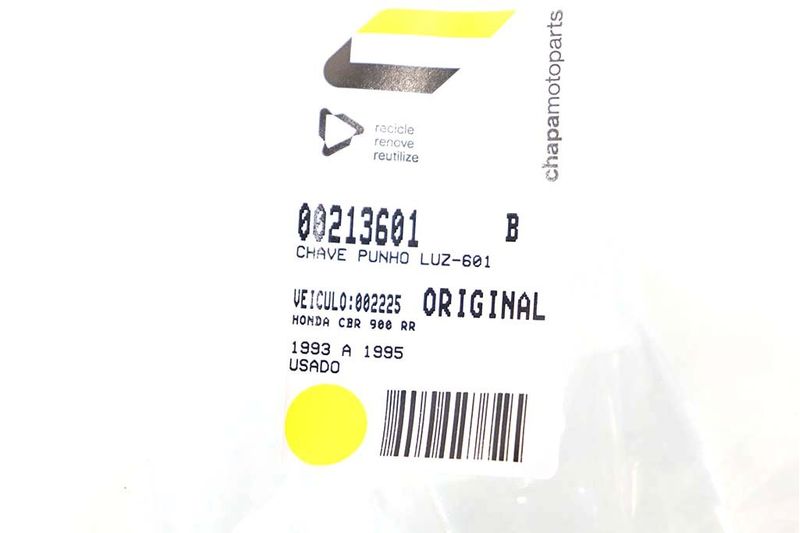 chapamotoparts
recicle
renove
reutilize
00213601 B
CHAVE PUNHO LUZ-601
VEICULO:002225 ORIGINAL
HONDA CBR 900 RR
1993 A 1995
USADO